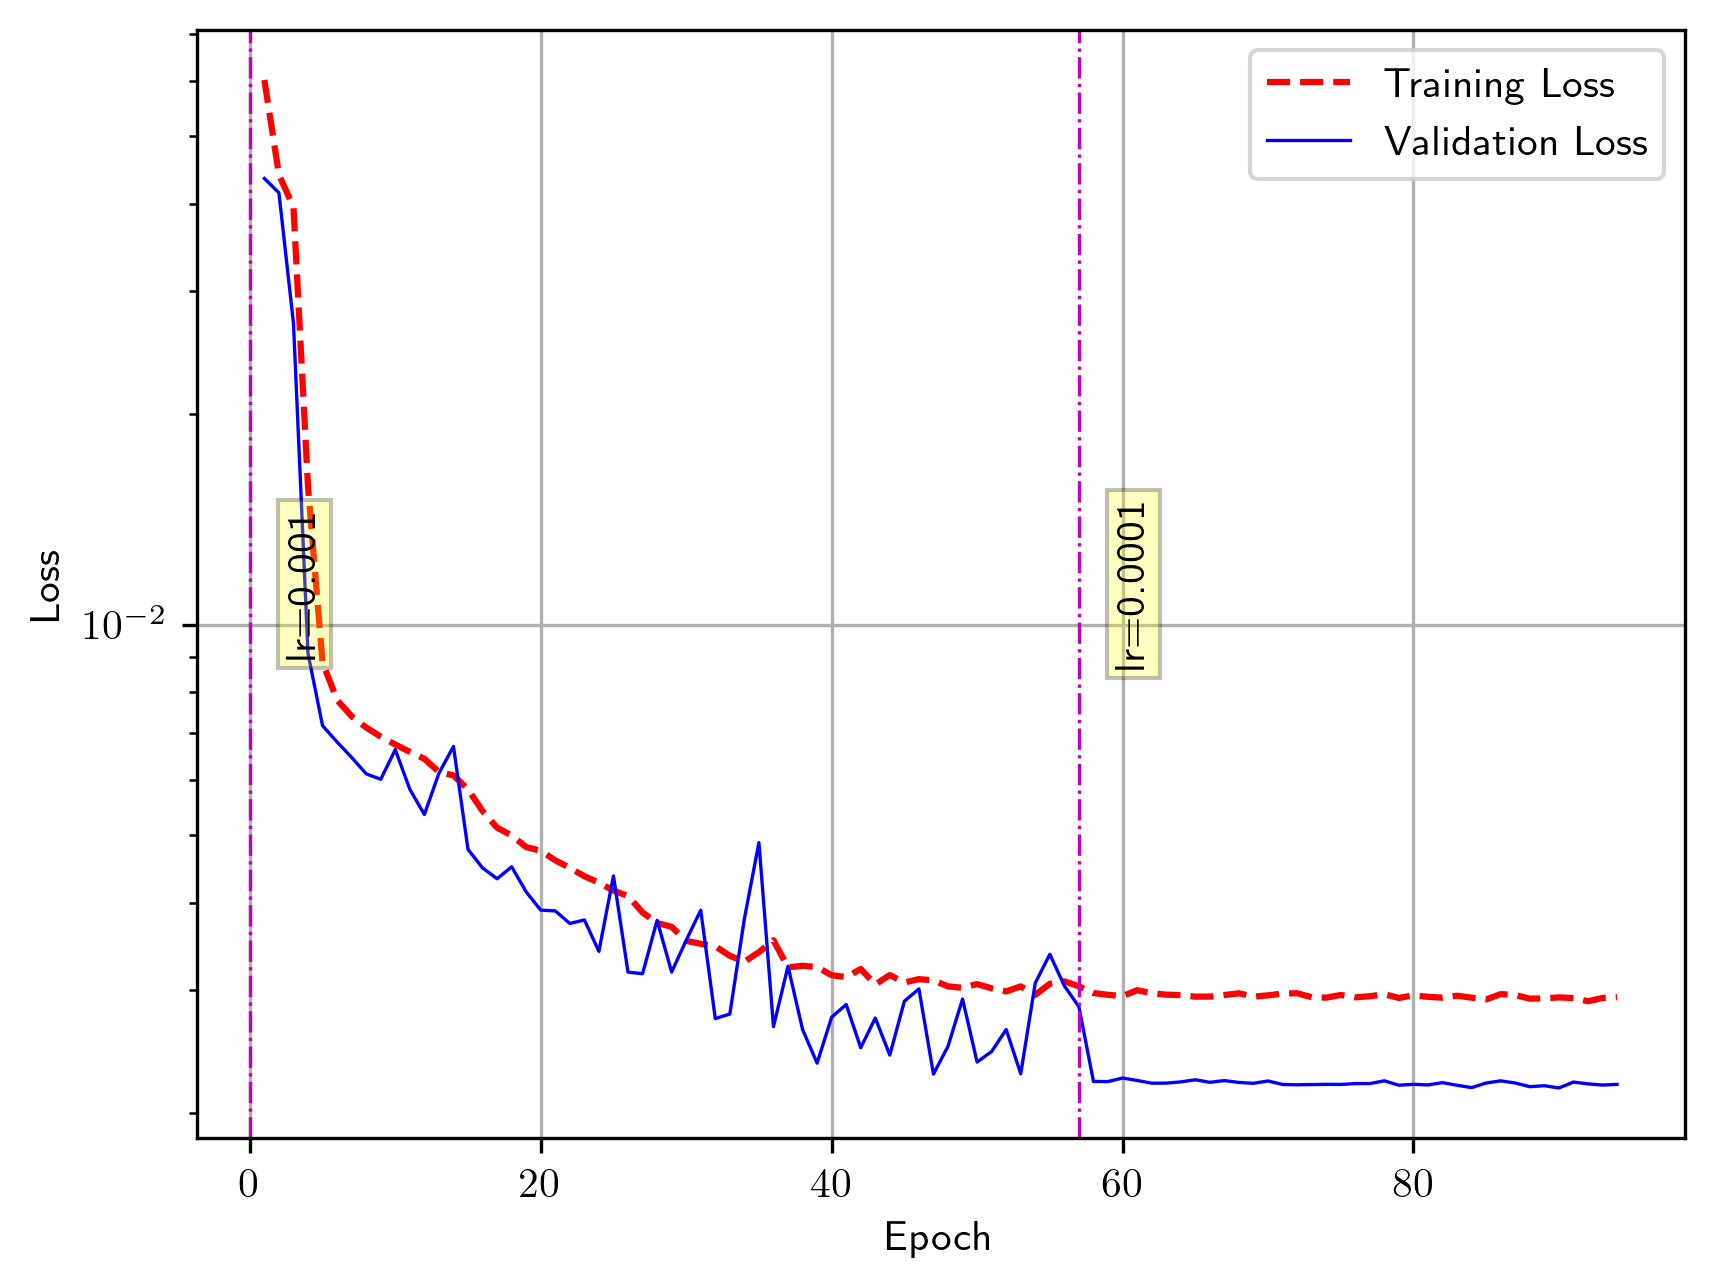 Training Loss
Validation Loss
Loss
10⁻²
lr=0.001
lr=0.0001
0 20 40 60 80
Epoch